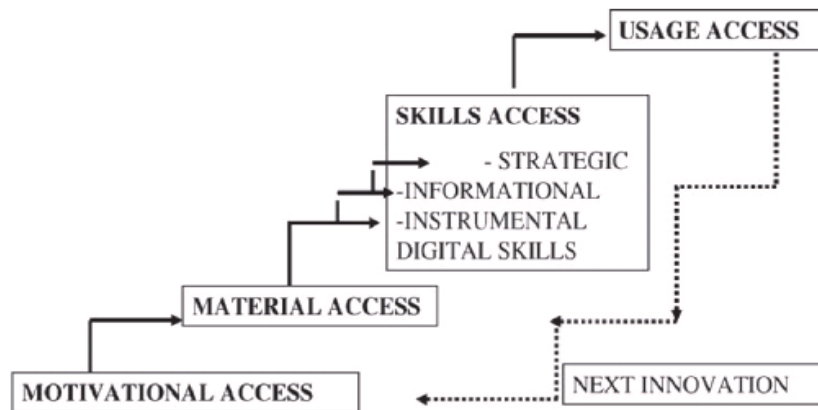 USAGE ACCESS
SKILLS ACCESS
- STRATEGIC
-INFORMATIONAL
-INSTRUMENTAL
DIGITAL SKILLS
MATERIAL ACCESS
MOTIVATIONAL ACCESS
NEXT INNOVATION